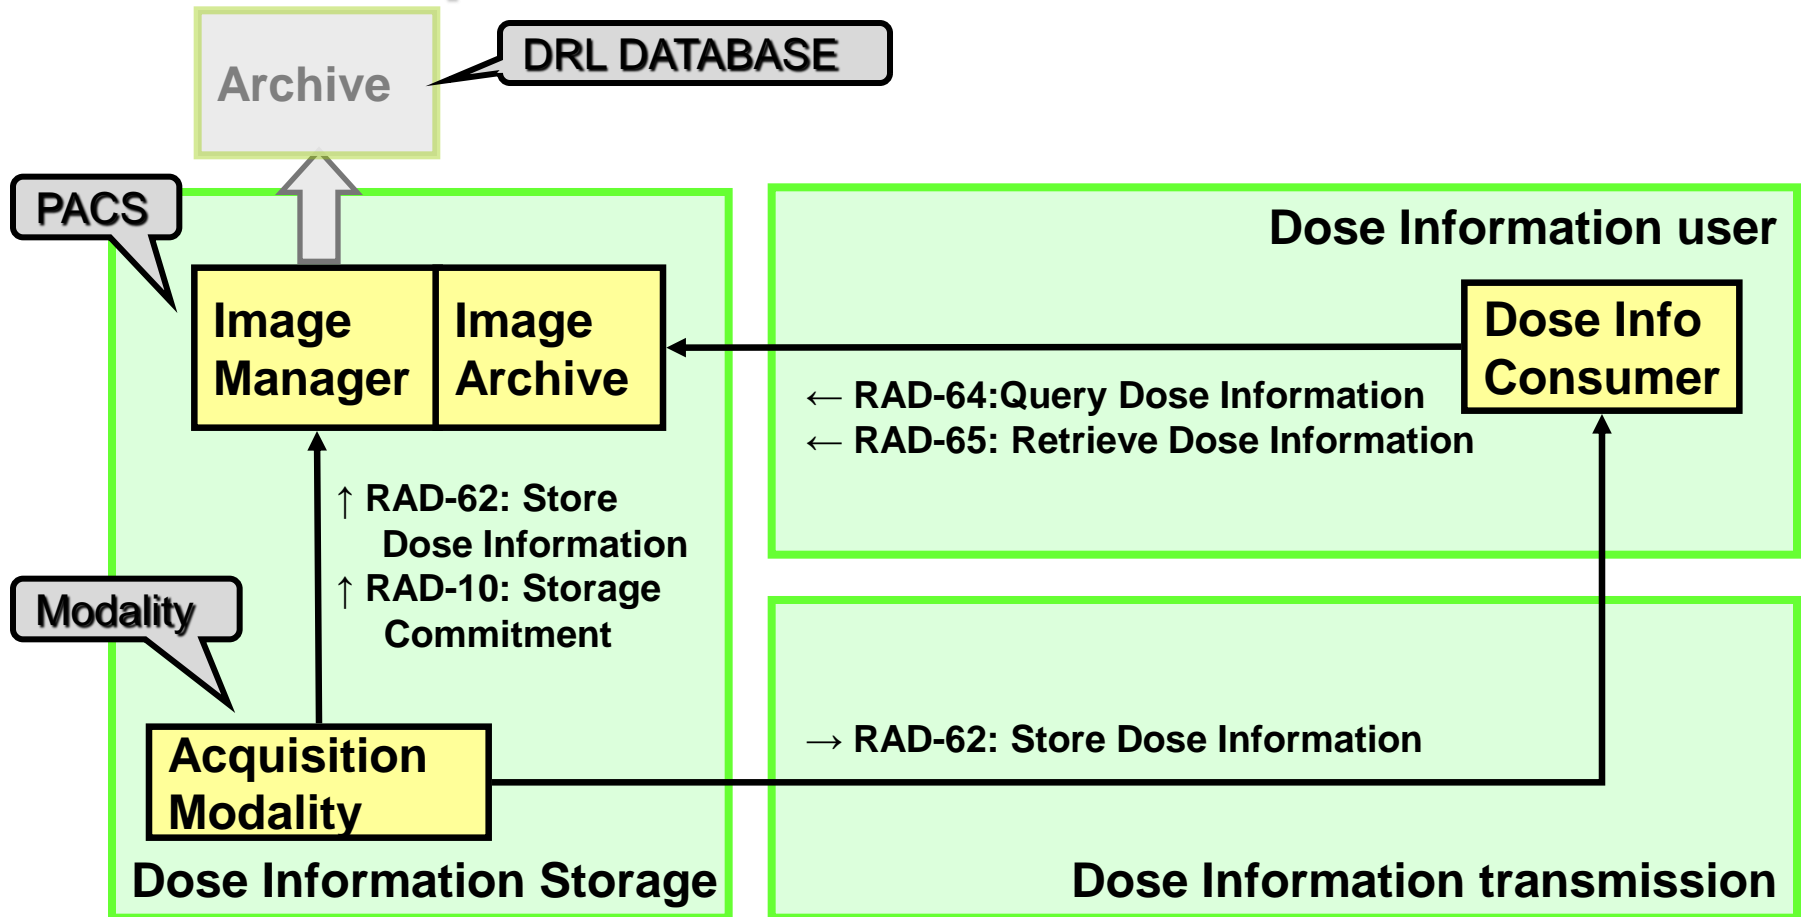 Archive
DRL DATABASE
PACS
Dose Information user
Image
Manager
Image
Archive
Dose Info
Consumer
← RAD-64:Query Dose Information
← RAD-65: Retrieve Dose Information
↑ RAD-62: Store
Dose Information
↑ RAD-10: Storage
Commitment
Modality
→ RAD-62: Store Dose Information
Acquisition
Modality
Dose Information Storage
Dose Information transmission